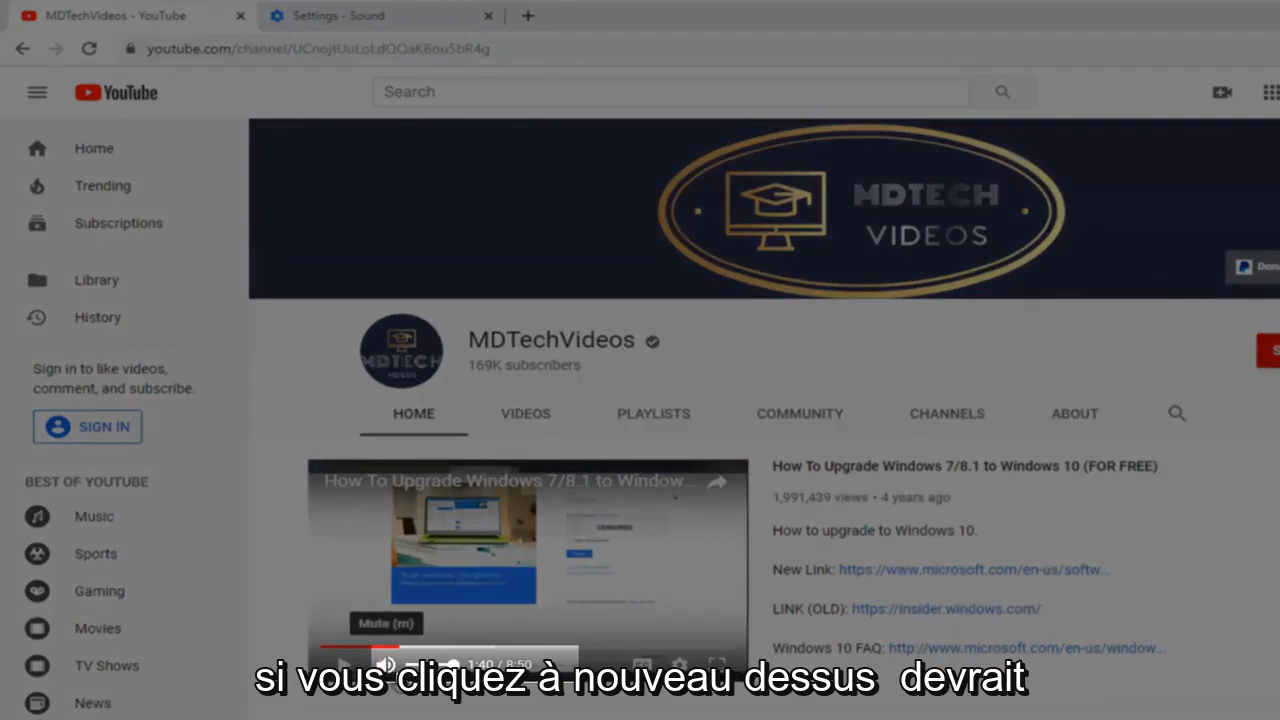 MDTechVideos - YouTube
Settings - Sound
youtube.com/channel/UCnojtUuLoLdQQaKBou5bR4g
YouTube
Search
Home
Trending
Subscriptions
Library
History
Sign in to like videos,
comment, and subscribe.
SIGN IN
BEST OF YOUTUBE
Music
Sports
Gaming
Movies
TV Shows
News
MDTECH
VIDEOS
MDTECH
VIDEOS
MDTechVideos
169K subscribers
HOME VIDEOS PLAYLISTS COMMUNITY CHANNELS ABOUT
How To Upgrade Windows 7/8.1 to Window...
CENSORED
Mute (m)
1:40 / 8:50
How To Upgrade Windows 7/8.1 to Windows 10 (FOR FREE)
1,991,439 views • 4 years ago
How to upgrade to Windows 10.
New Link: https://www.microsoft.com/en-us/softw...
LINK (OLD): https://insider.windows.com/
Windows 10 FAQ: http://www.microsoft.com/en-us/window...
si vous cliquez à nouveau dessus devrait